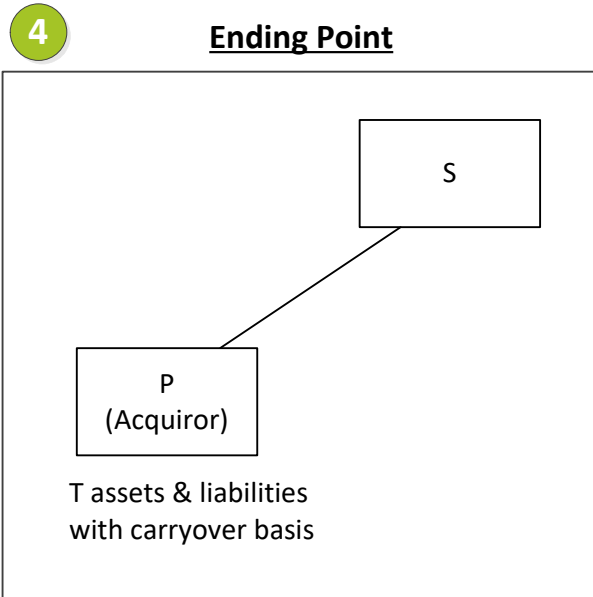 4
Ending Point
S
P
(Acquiror)
T assets & liabilities
with carryover basis